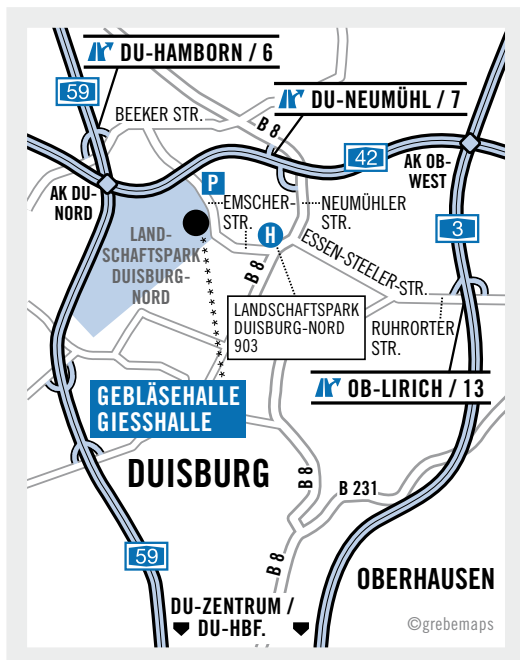 59
DU-HAMBORN / 6
DU-NEUMÜHL / 7
BEEKER STR.
B 8
42
AK OB-
WEST
AK DU-
NORD
P
EMSCHER-
STR.
NEUMÜHLER
STR.
3
LAND-
SCHAFTSPARK
DUISBURG-
NORD
H
ESSEN-STEELER-STR.
B 8
LANDSCHAFTSPARK
DUISBURG-NORD
903
RUHRORTER
STR.
GEBLÄSEHALLE
GIESSHALLE
OB-LIRICH / 13
DUISBURG
B 8
B 231
59
B 8
OBERHAUSEN
DU-ZENTRUM /
DU-HBF.
©grebemaps